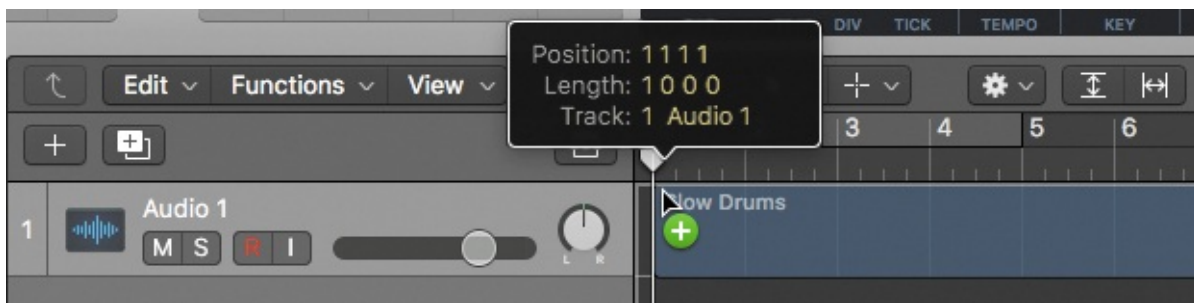 DIV TICK TEMPO KEY
Position: 1 1 1 1
Length: 1 0 0 0
Track: 1 Audio 1
Edit Functions View
3 4 5 6
1 Audio 1
M S R I
L R
Drums